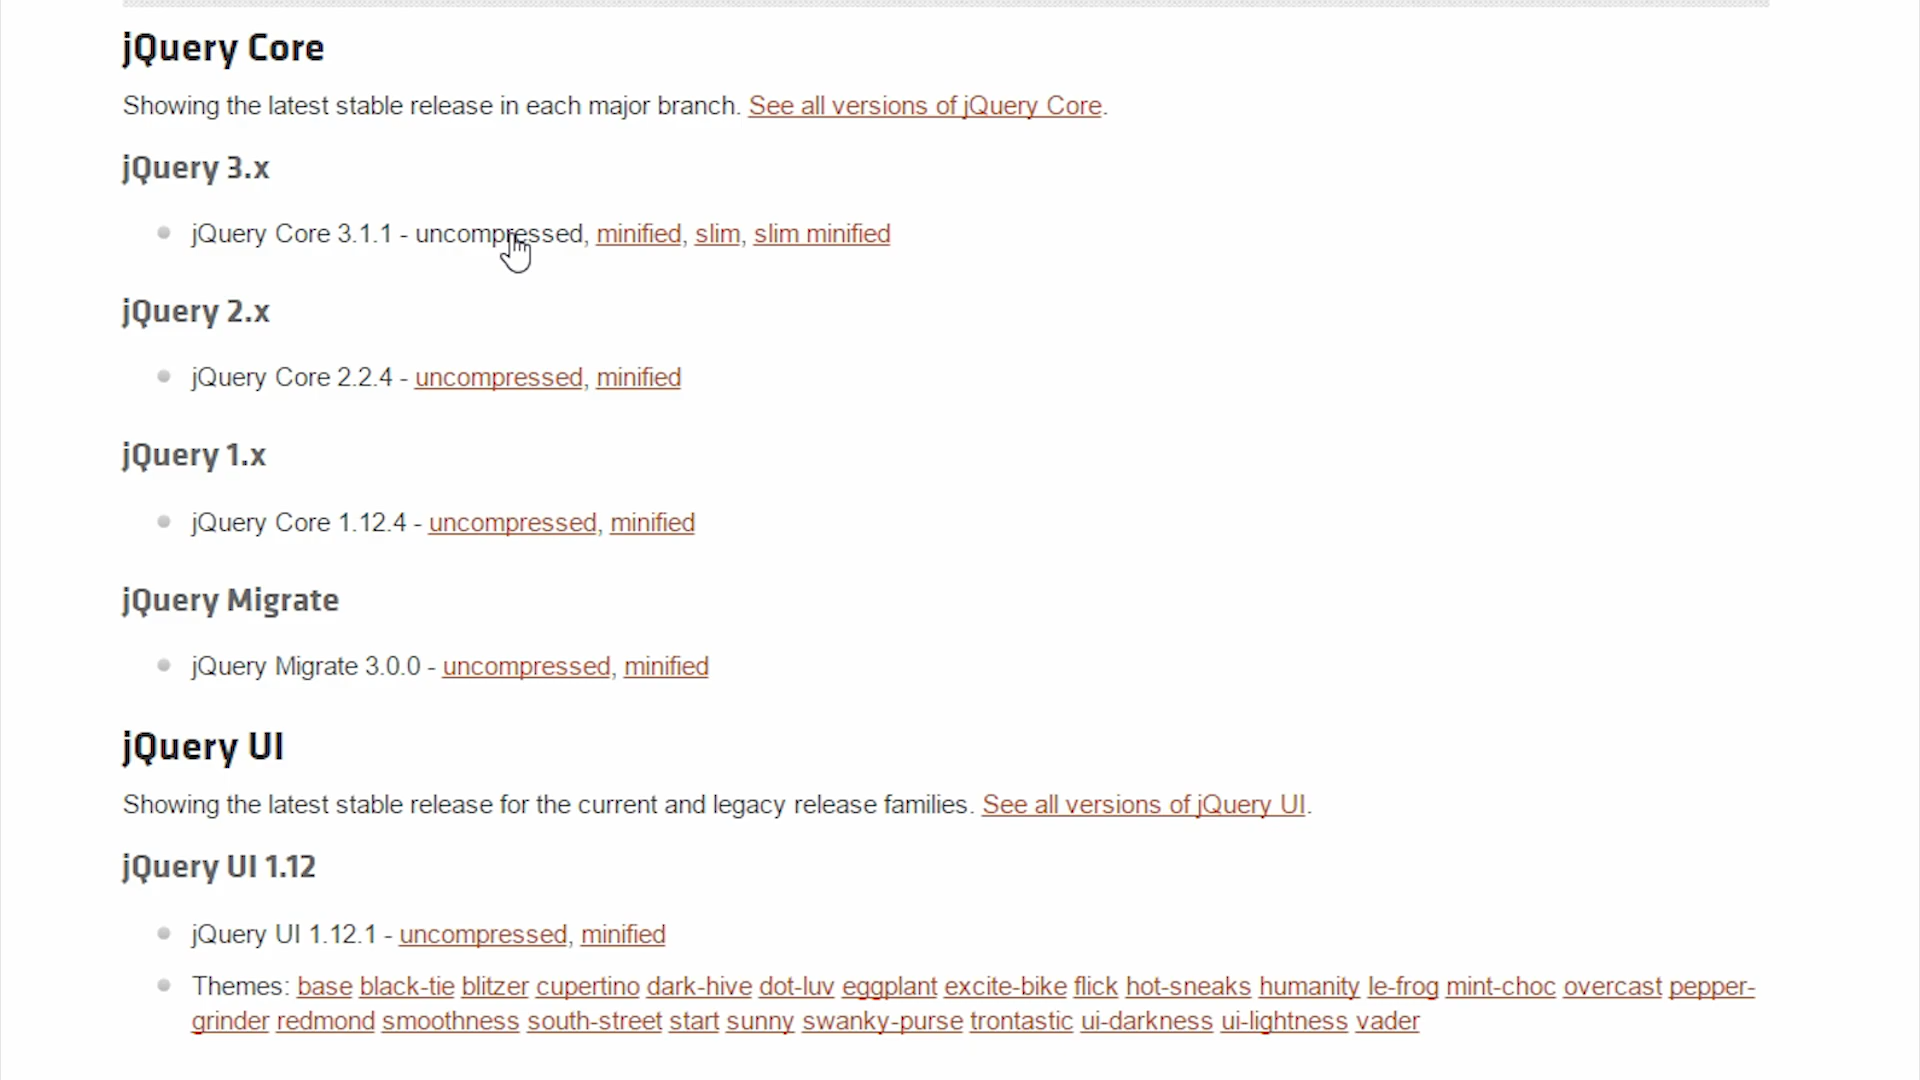 jQuery Core
Showing the latest stable release in each major branch. See all versions of jQuery Core.
jQuery 3.x
jQuery Core 3.1.1 - uncompressed, minified, slim, slim minified
jQuery 2.x
jQuery Core 2.2.4 - uncompressed, minified
jQuery 1.x
jQuery Core 1.12.4 - uncompressed, minified
jQuery Migrate
jQuery Migrate 3.0.0 - uncompressed, minified
jQuery UI
Showing the latest stable release for the current and legacy release families. See all versions of jQuery UI.
jQuery UI 1.12
jQuery UI 1.12.1 - uncompressed, minified
Themes: base black-tie blitzer cupertino dark-hive dot-luv eggplant excite-bike flick hot-sneaks humanity le-frog mint-choc overcast pepper-
grinder redmond smoothness south-street start sunny swanky-purse trontastic ui-darkness ui-lightness vader